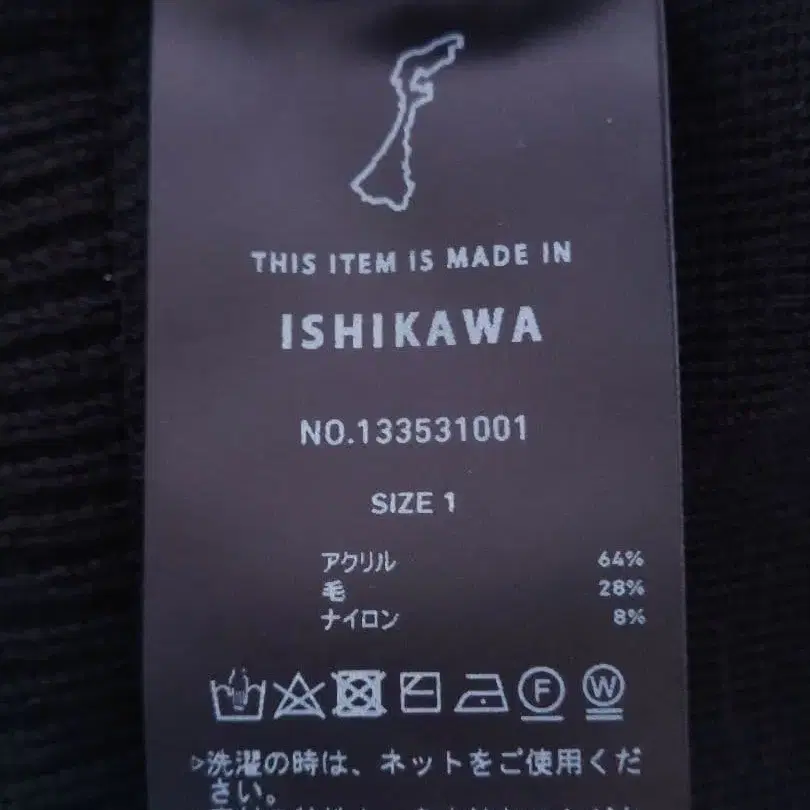 THIS ITEM IS MADE IN
ISHIKAWA
NO.133531001
SIZE 1
アクリル 64%
毛 28%
ナイロン 8%
F W
▷洗濯の時は、ネットをご使用くだ
さい。